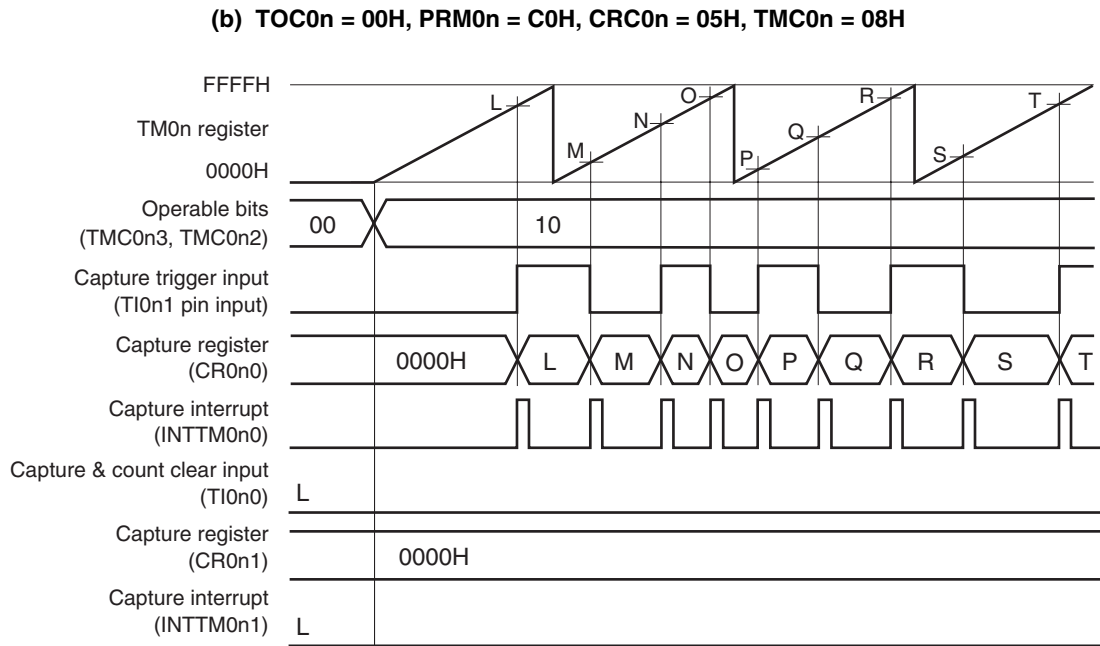 (b) TOC0n = 00H, PRM0n = C0H, CRC0n = 05H, TMC0n = 08H
FFFFH
TM0n register
0000H
L
M
N
O
P
Q
R
S
T
Operable bits
(TMC0n3, TMC0n2)
00
10
Capture trigger input
(TI0n1 pin input)
Capture register
(CR0n0)
0000H
L
M
N
O
P
Q
R
S
T
Capture interrupt
(INTTM0n0)
Capture & count clear input
(TI0n0)
L
Capture register
(CR0n1)
0000H
Capture interrupt
(INTTM0n1)
L